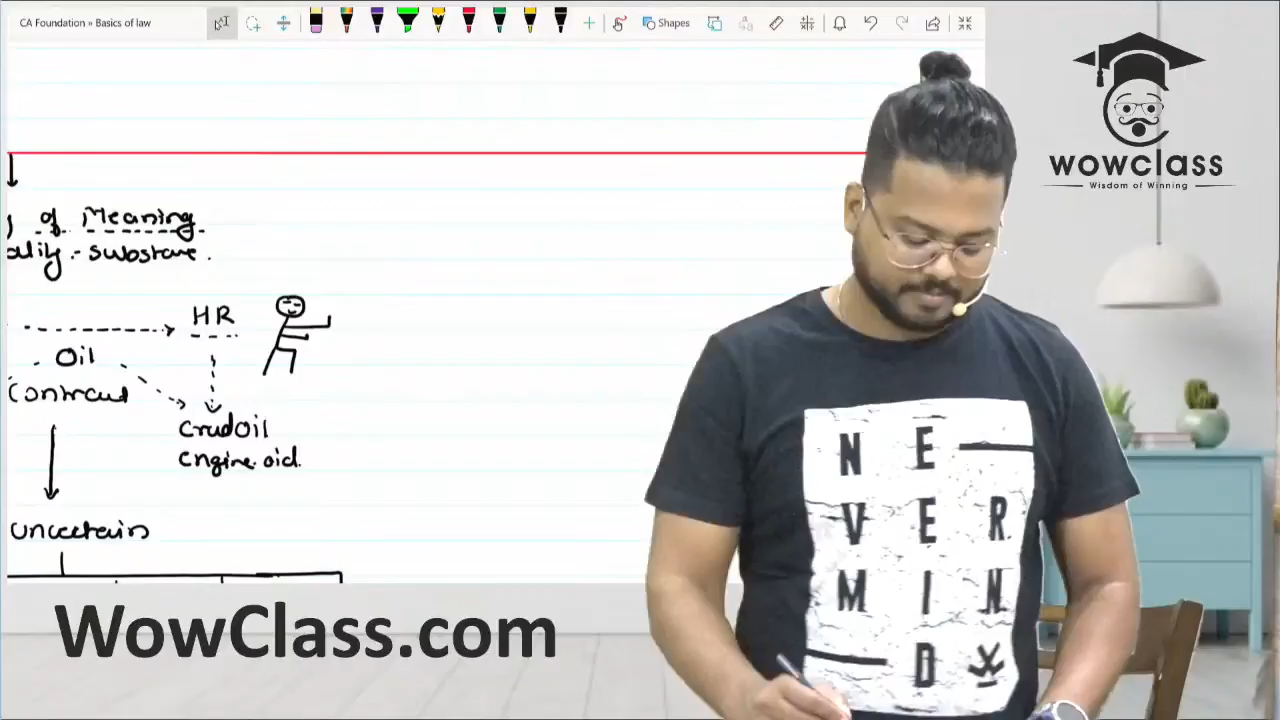 CA Foundation » Basics of law
Shapes
of Meaning
- substance.
HR
Oil
Contract
CrudOil
engine oid.
uncertain
wowclass
Wisdom of Winning
NE
VER
MIN
D
WowClass.com